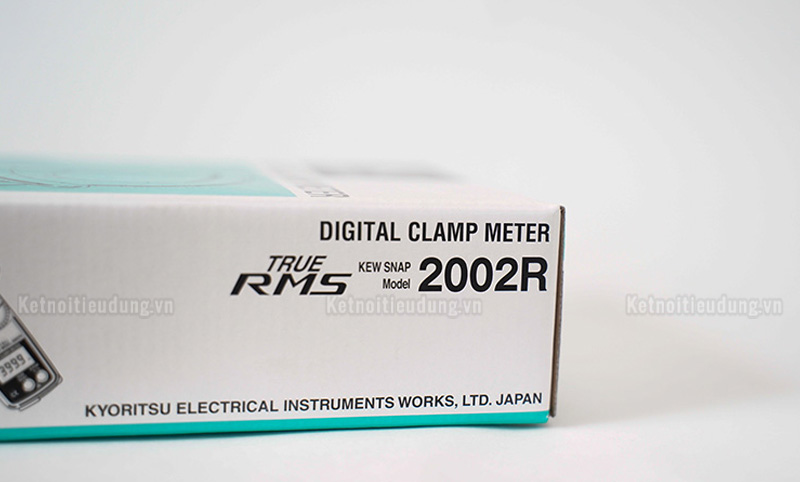 DIGITAL CLAMP METER
TRUE RMS KEW SNAP Model 2002R
Ketnoitieudung.vn Ketnoitieudung.vn Ketnoitieudung.vn
3999
KYORITSU ELECTRICAL INSTRUMENTS WORKS, LTD. JAPAN